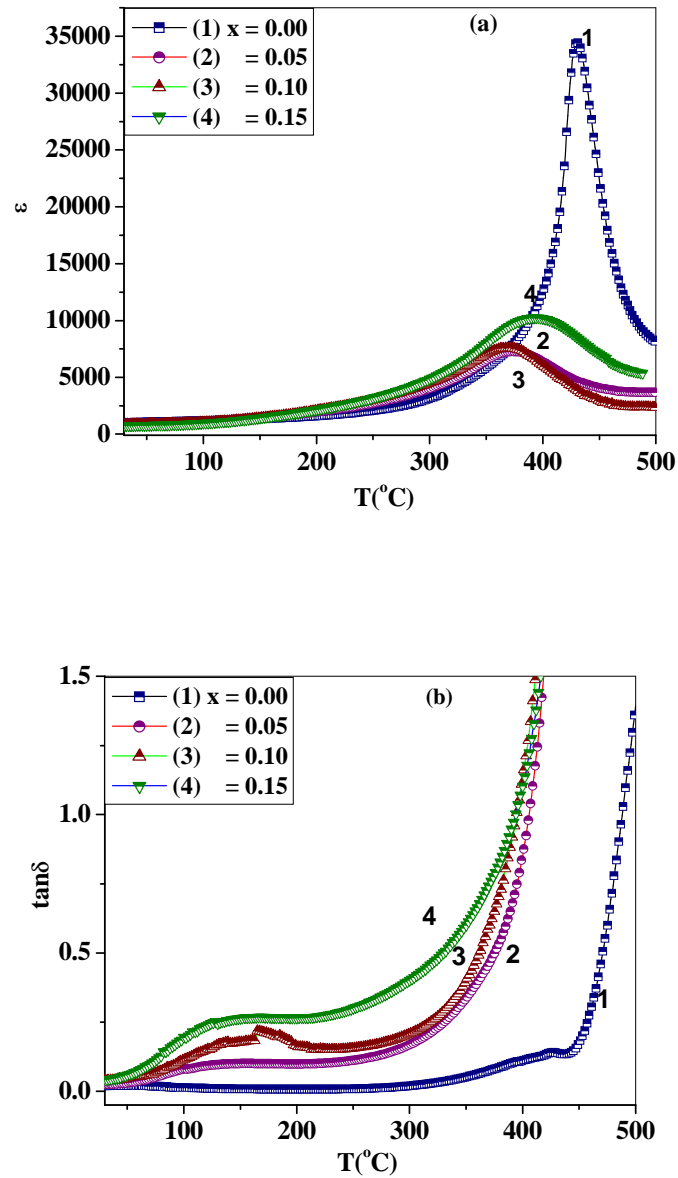 (a)
(1) x = 0.00
(2) = 0.05
(3) = 0.10
(4) = 0.15
35000
30000
25000
20000
15000
10000
5000
0
ε
1
4
2
3
100 200 300 400 500
T(°C)
(b)
(1) x = 0.00
(2) = 0.05
(3) = 0.10
(4) = 0.15
1.5
1.0
0.5
0.0
tanδ
4
3
2
1
100 200 300 400 500
T(°C)